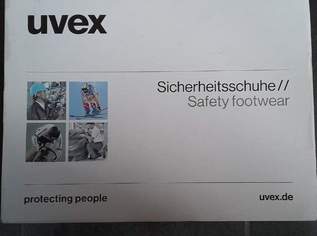 uvex
Sicherheitsschuhe//
Safety footwear
protecting people
uvex.de